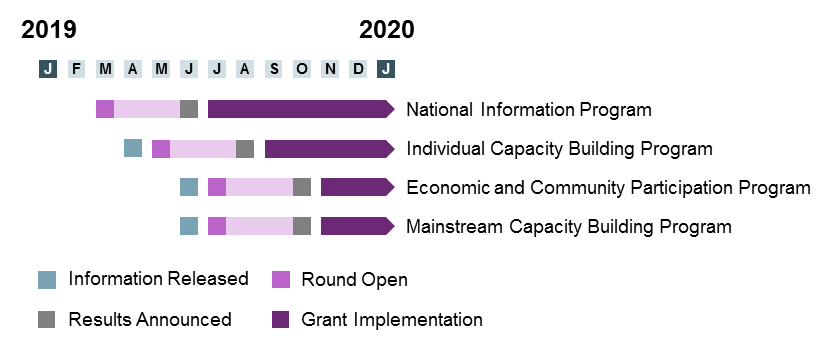 2019 2020
J F M A M J J A S O N D J
National Information Program
Individual Capacity Building Program
Economic and Community Participation Program
Mainstream Capacity Building Program
Information Released Round Open
Results Announced Grant Implementation